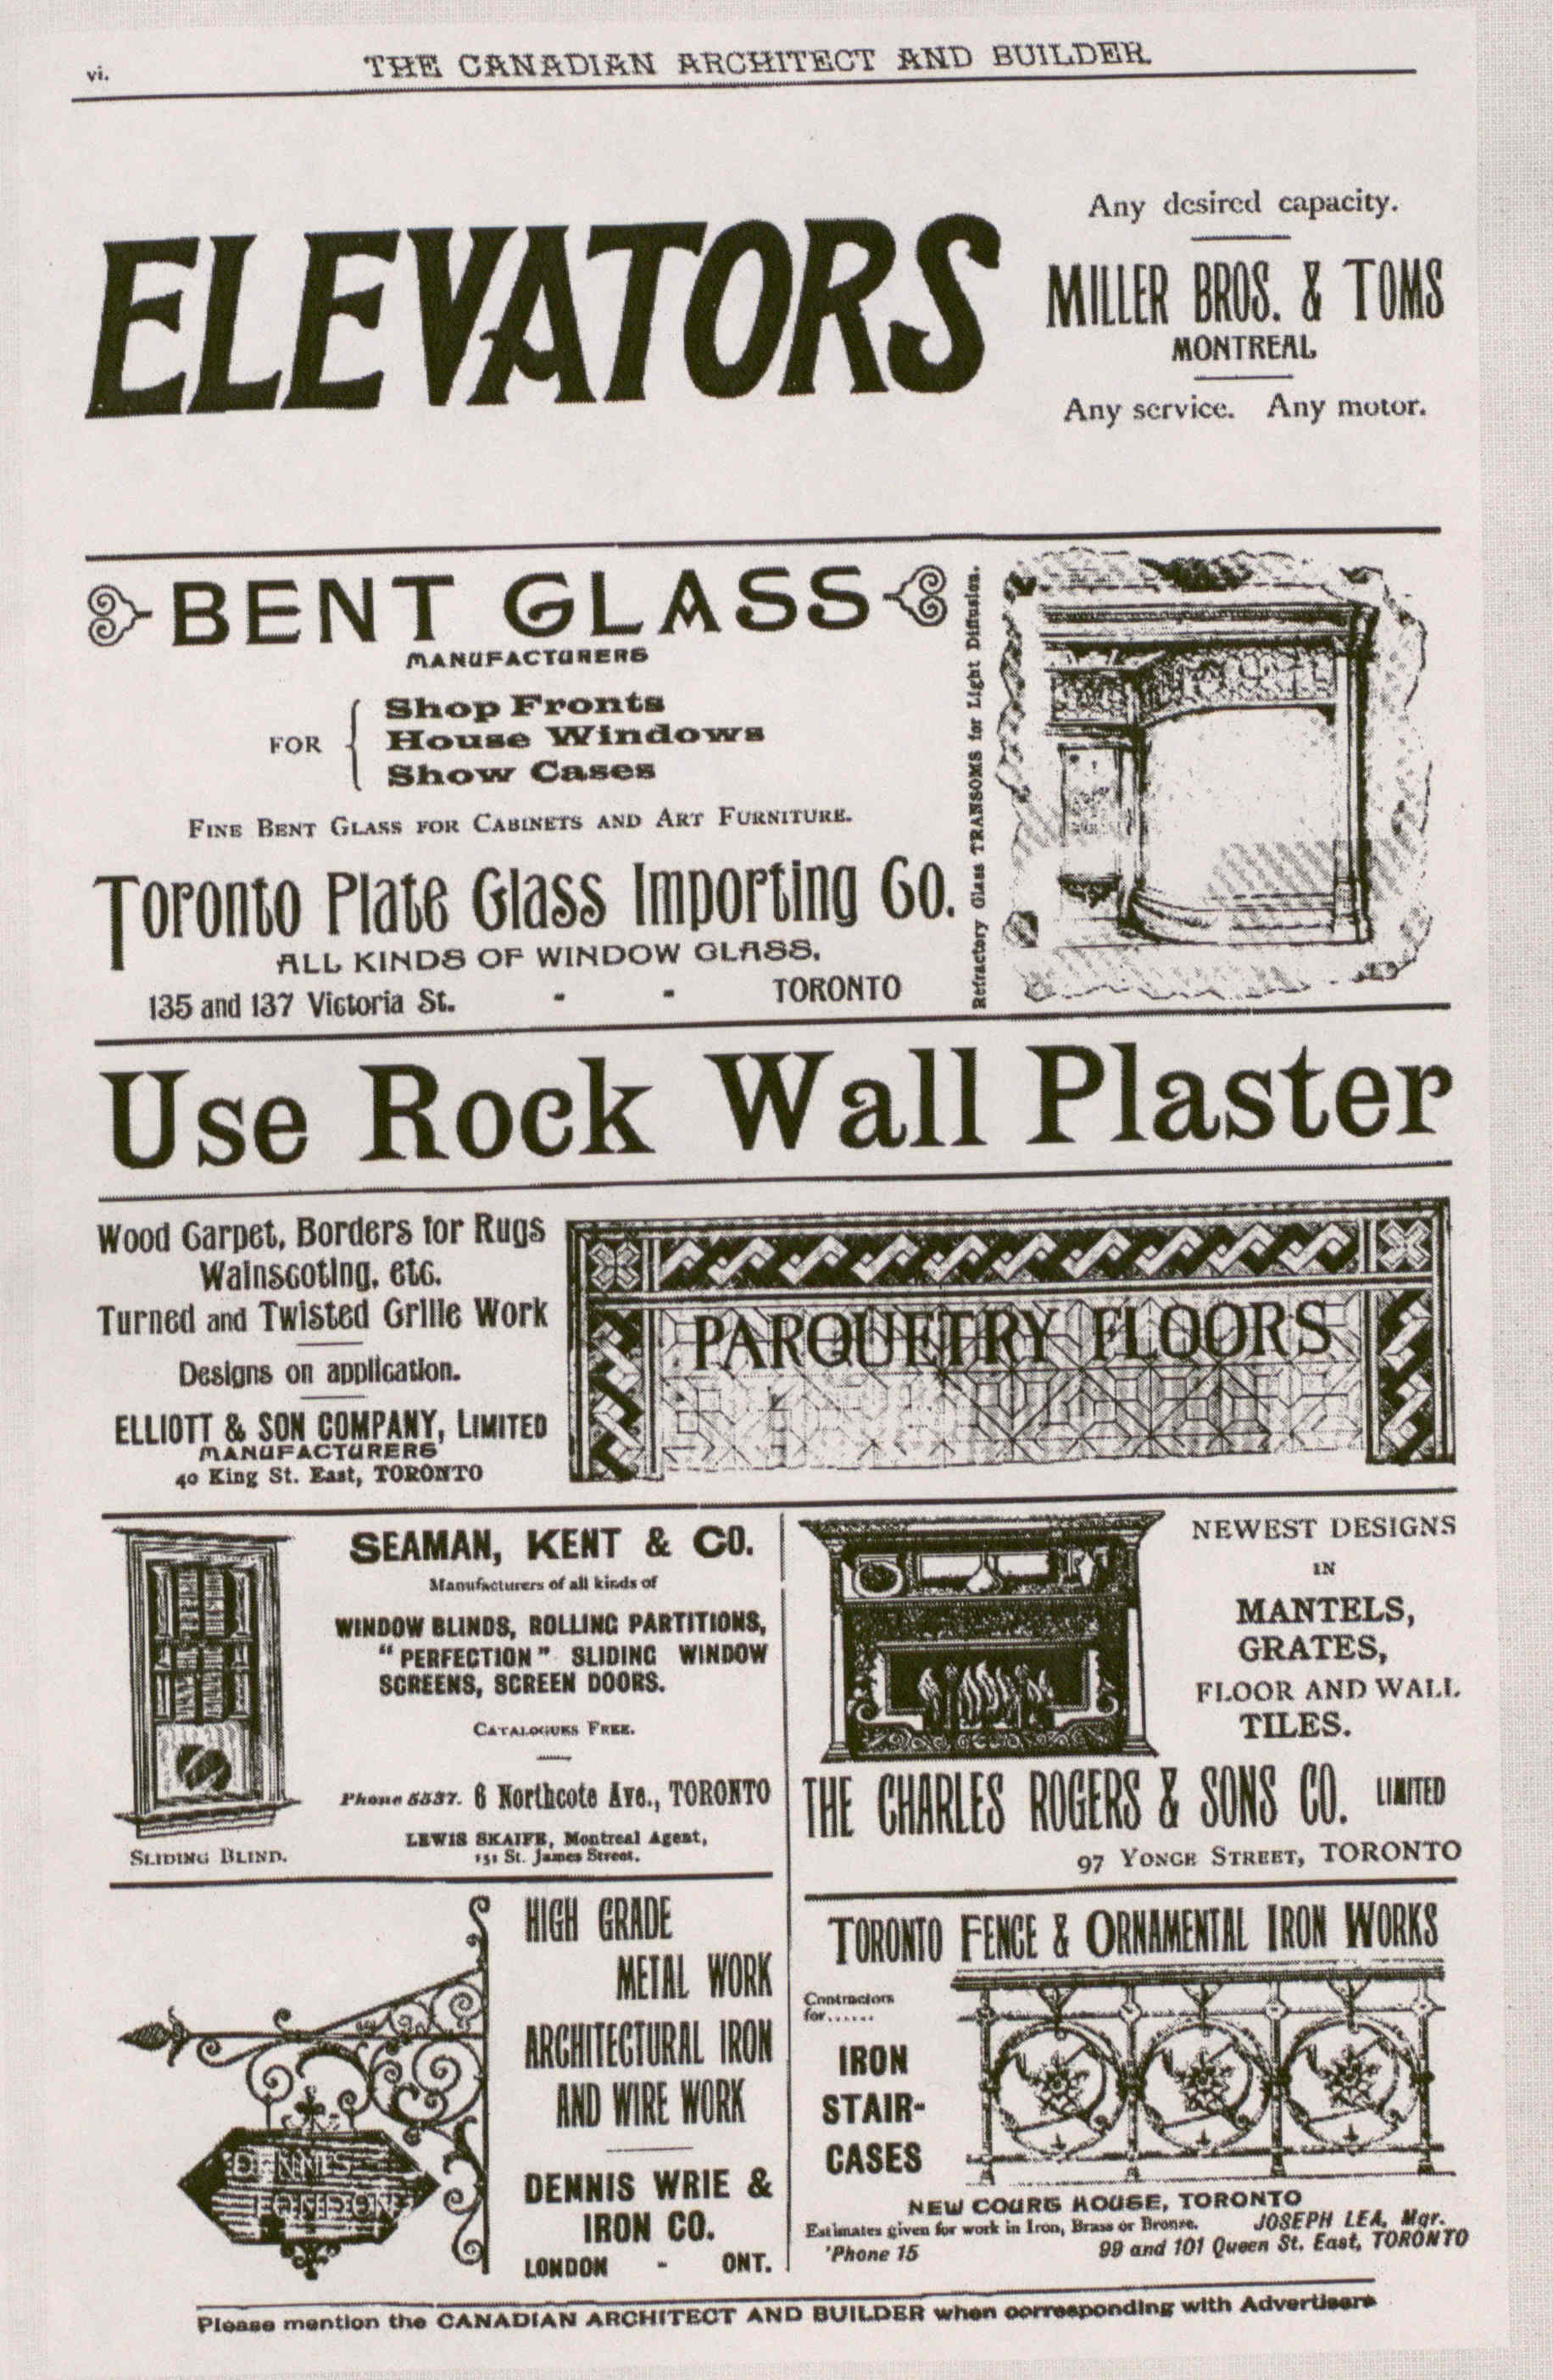 vi.
THE CANADIAN ARCHITECT AND BUILDER
ELEVATORS
Any desired capacity.
MILLER BROS. & TOMS
MONTREAL
Any service. Any motor.
BENT GLASS
MANUFACTURERS
FOR
Shop Fronts
House Windows
Show Cases
FINE BENT GLASS FOR CABINETS AND ART FURNITURE.
Toronto Plate Glass Importing Co.
ALL KINDS OF WINDOW GLASS.
135 and 137 Victoria St. - - TORONTO
Refractory Glass TRANSOMS for Light Diffusion.
Use Rock Wall Plaster
Wood Carpet, Borders for Rugs
Wainscoting, etc.
Turned and Twisted Grille Work
Designs on application.
ELLIOTT & SON COMPANY, LIMITED
MANUFACTURERS
40 King St. East, TORONTO
PARQUETRY FLOORS
SEAMAN, KENT & CO.
Manufacturers of all kinds of
WINDOW BLINDS, ROLLING PARTITIONS,
"PERFECTION" SLIDING WINDOW
SCREENS, SCREEN DOORS.
CATALOGUES FREE.
Phone 5537. 6 Northcote Ave., TORONTO
LEWIS SKAIFE, Montreal Agent,
151 St. James Street.
SLIDING BLIND.
NEWEST DESIGNS
IN
MANTELS,
GRATES,
FLOOR AND WALL
TILES.
THE CHARLES ROGERS & SONS CO. LIMITED
97 YONGE STREET, TORONTO
HIGH GRADE
METAL WORK
ARCHITECTURAL IRON
AND WIRE WORK
DENNIS WRIE &
IRON CO.
LONDON - ONT.
DENNIS
LONDON
TORONTO FENCE & ORNAMENTAL IRON WORKS
Contractors
for......
IRON
STAIR-
CASES
NEW COURG HOUSE, TORONTO
Estimates given for work in Iron, Brass or Bronze.
JOSEPH LEA, Mgr.
'Phone 15
99 and 101 Queen St. East, TORONTO
Please mention the CANADIAN ARCHITECT AND BUILDER when corresponding with Advertisers